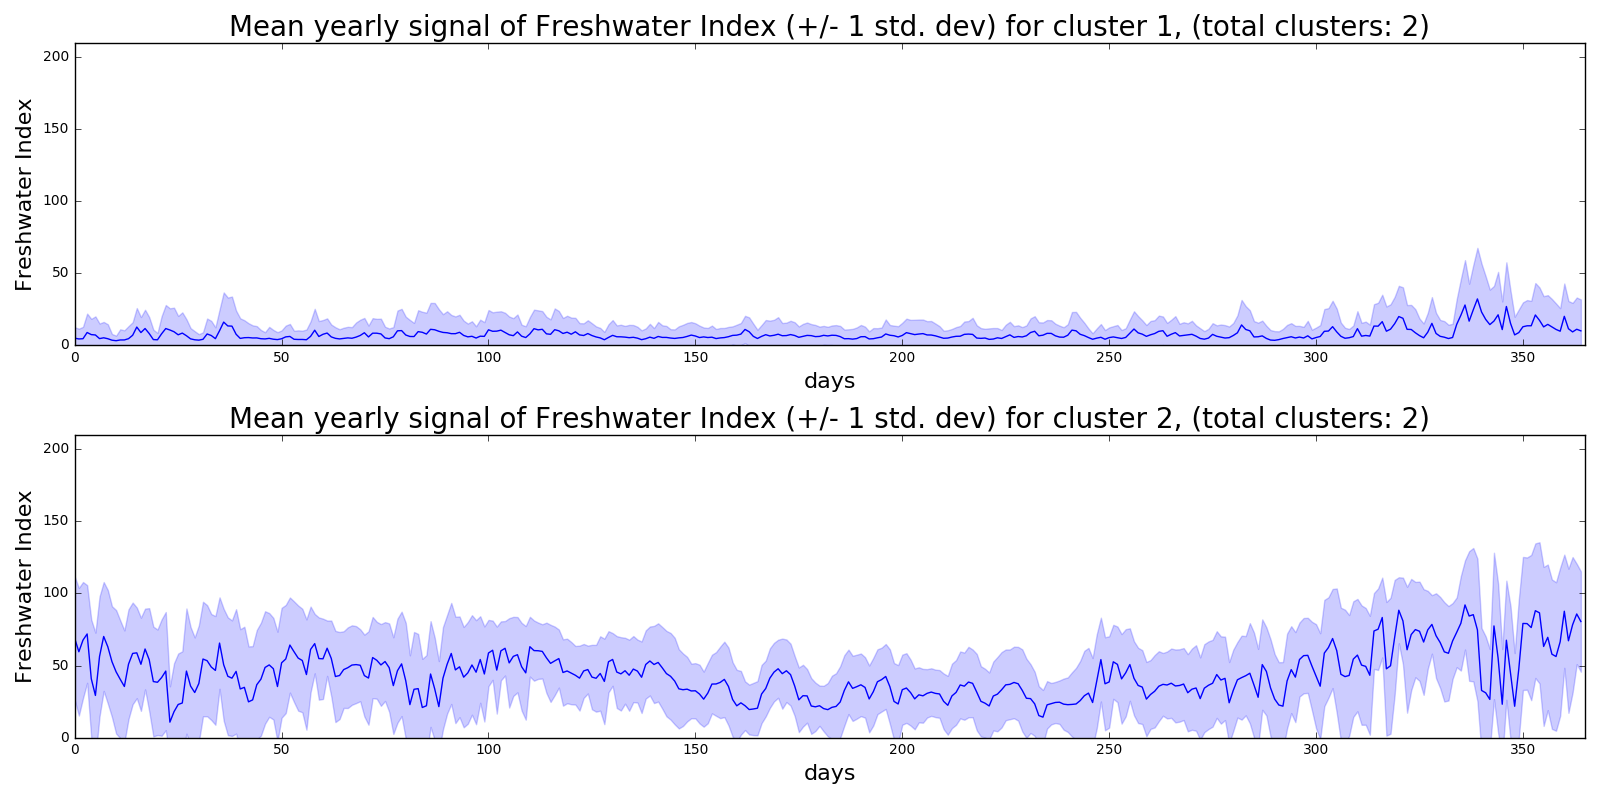 Mean yearly signal of Freshwater Index (+/- 1 std. dev) for cluster 1, (total clusters: 2)
200
150
100
50
0
Freshwater Index
0 50 100 150 200 250 300 350
days
Mean yearly signal of Freshwater Index (+/- 1 std. dev) for cluster 2, (total clusters: 2)
200
150
100
50
0
Freshwater Index
0 50 100 150 200 250 300 350
days